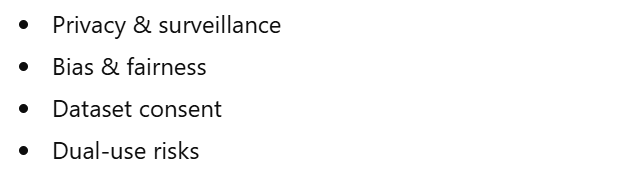 • Privacy & surveillance
• Bias & fairness
• Dataset consent
• Dual-use risks